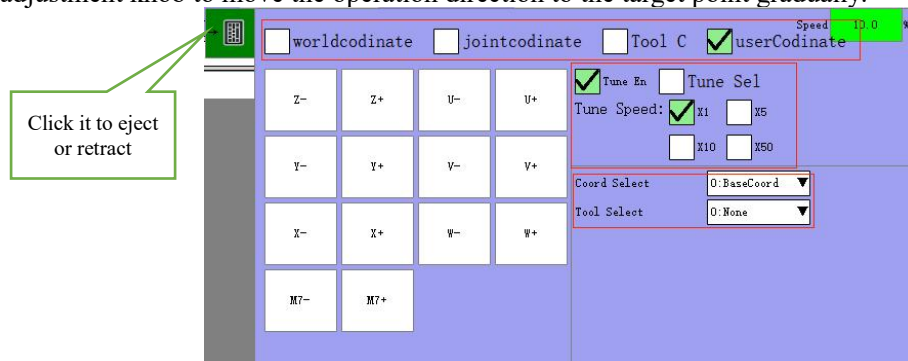 adjustment knob to move the operation direction to the target point gradually.
Speed 10.0 %
worldcodinate jointcodinate Tool C userCodinate
Click it to eject
or retract
Z- Z+ U- U+
Tune En Tune Sel
Tune Speed: X1 X5
X10 X50
Y- Y+ V- V+
Coord Select 0:BaseCoord
Tool Select 0:None
X- X+ W- W+
M7- M7+